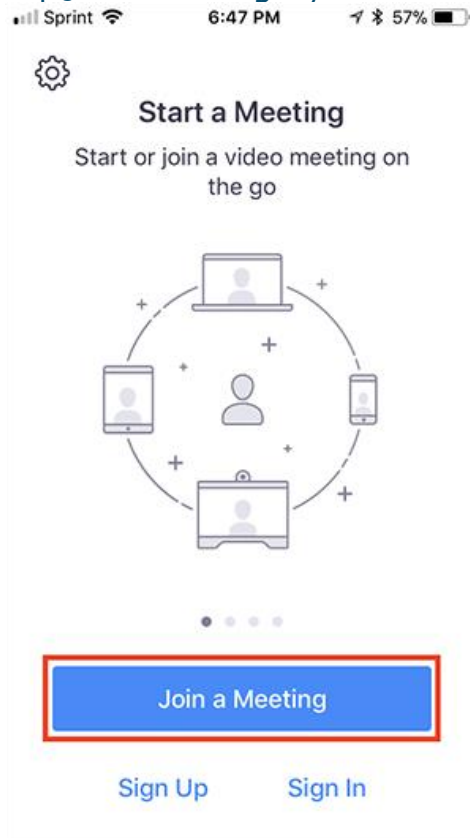 Sprint 6:47 PM 57%
Start a Meeting
Start or join a video meeting on
the go
Join a Meeting
Sign Up Sign In